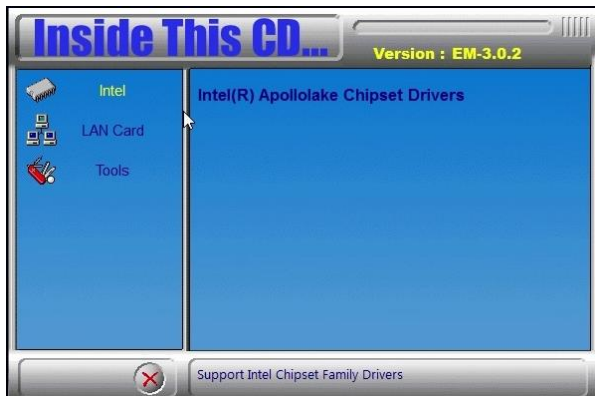 Inside This CD...
Version : EM-3.0.2
Intel
LAN Card
Tools
Intel(R) Apollolake Chipset Drivers
Support Intel Chipset Family Drivers